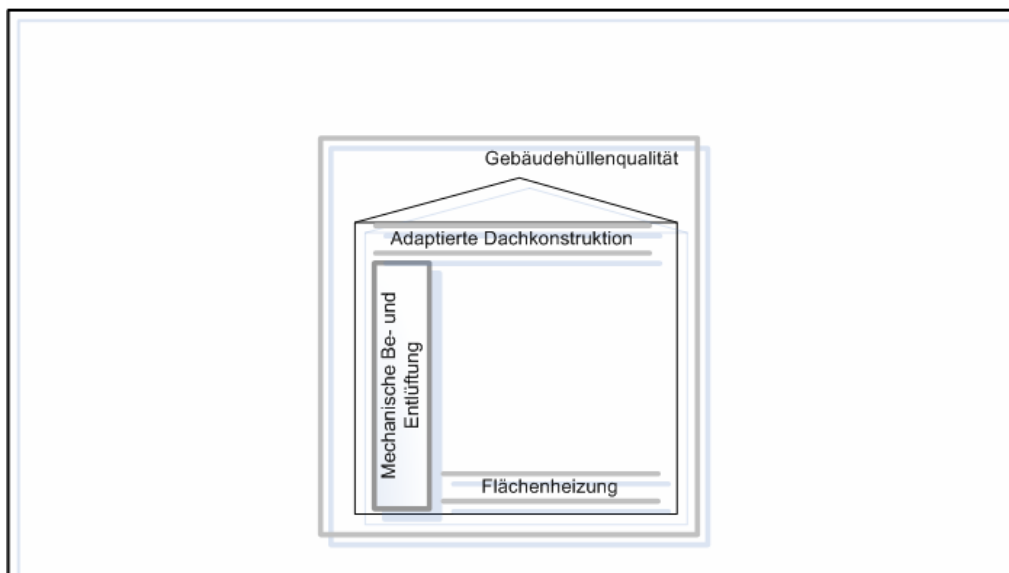 Gebäudehüllenqualität
Adaptierte Dachkonstruktion
Mechanische Be- und
Entlüftung
Flächenheizung